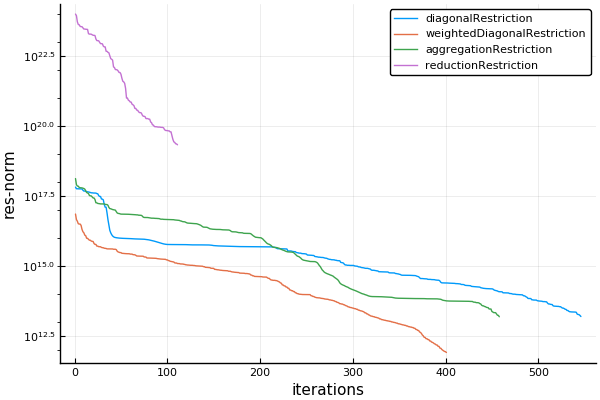 diagonalRestriction
weightedDiagonalRestriction
aggregationRestriction
reductionRestriction
10^22.5
10^20.0
10^17.5
10^15.0
10^12.5
res-norm
0 100 200 300 400 500
iterations